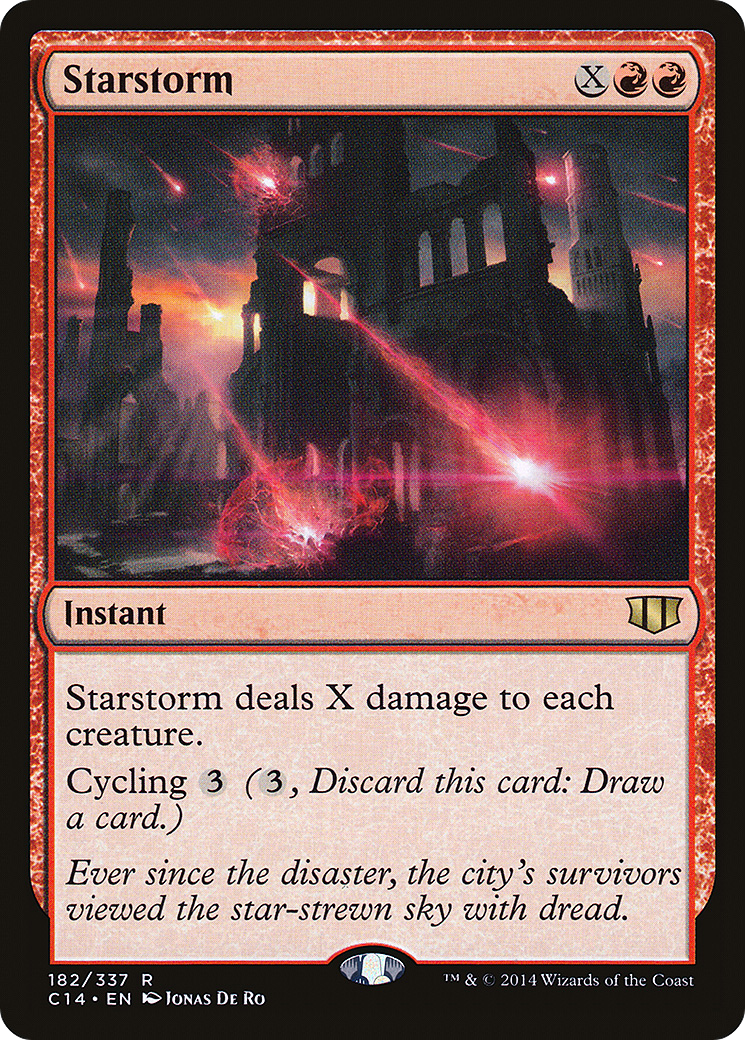 Starstorm X
Instant
Starstorm deals X damage to each
creature.
Cycling 3 (3, Discard this card: Draw
a card.)
Ever since the disaster, the city's survivors
viewed the star-strewn sky with dread.
182/337 R
C14 • EN Jonas De Ro
™ & © 2014 Wizards of the Coast